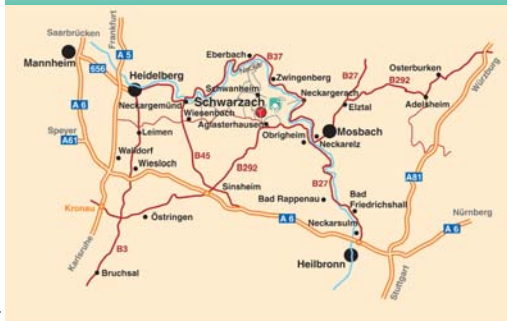 Saarbrücken
Frankfurt
Mannheim
656
A 5
Heidelberg
Eberbach
B37
Zwingenberg
Schwanheim
Neckargerach
Neckargemünd
Schwarzach
Wiesenbach
Aglasterhausen
B27
Osterburken
B292
Würzburg
Elztal
Adelsheim
A 6
Speyer
A61
Leimen
Obrigheim
Mosbach
Neckarelz
Walldorf
Wiesloch
B45
B292
Sinsheim
B27
Bad Rappenau
Bad
Friedrichshall
A81
Kronau
Östringen
A 6
Neckarsulm
Nürnberg
A 6
Karlsruhe
B3
Bruchsal
Heilbronn
Stuttgart